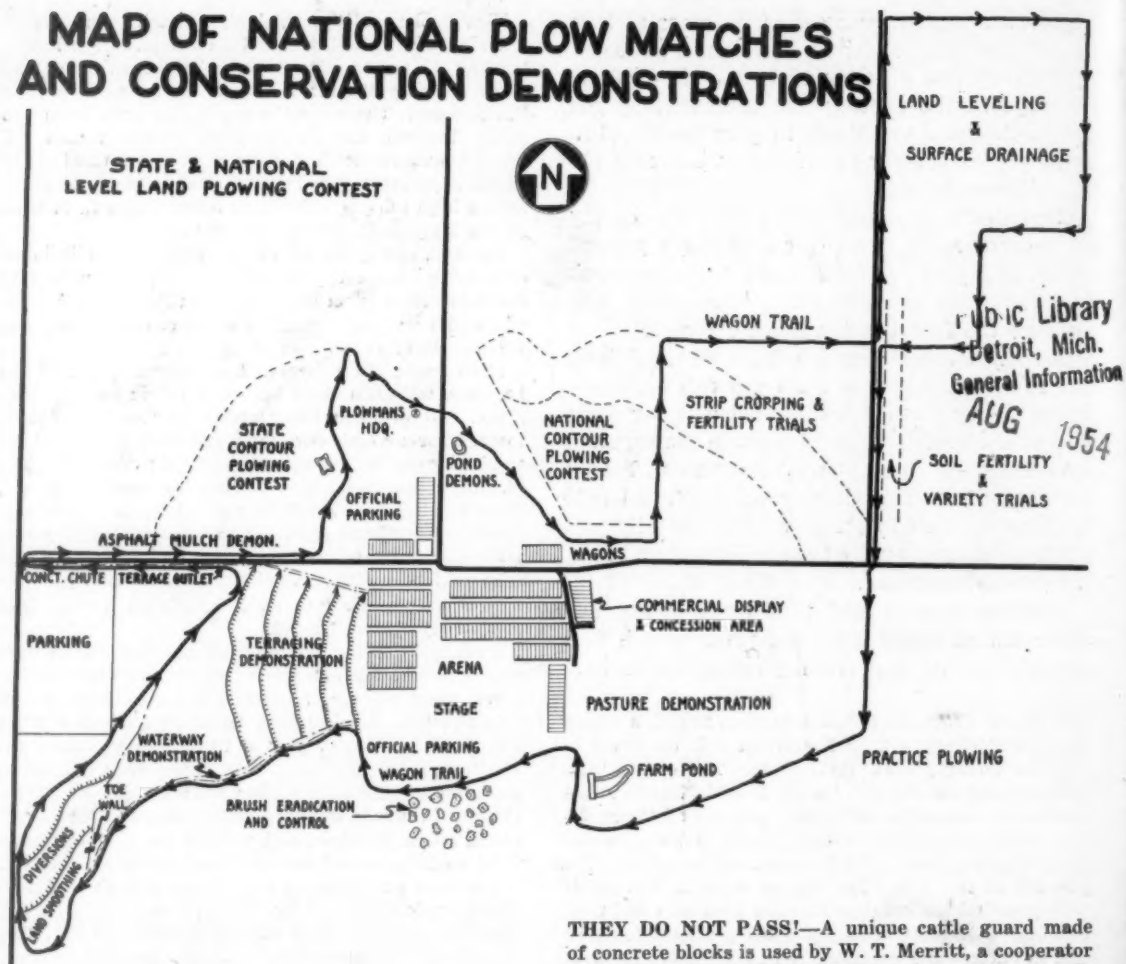 MAP OF NATIONAL PLOW MATCHES
AND CONSERVATION DEMONSTRATIONS
STATE & NATIONAL
LEVEL LAND PLOWING CONTEST
N
LAND LEVELING
&
SURFACE DRAINAGE
WAGON TRAIL
Library
Detroit, Mich.
General Information
AUG 1954
PLOWMANS
HDQ.
STATE
CONTOUR
PLOWING
CONTEST
POND
DEMONS.
NATIONAL
CONTOUR
PLOWING
CONTEST
STRIP CROPPING &
FERTILITY TRIALS
SOIL FERTILITY
&
VARIETY TRIALS
OFFICIAL
PARKING
ASPHALT MULCH DEMON.
WAGONS
CONCT. CHUTE
TERRACE OUTLET
COMMERCIAL DISPLAY
& CONCESSION AREA
PARKING
TERRACING
DEMONSTRATION
ARENA
STAGE
PASTURE DEMONSTRATION
WATERWAY
DEMONSTRATION
OFFICIAL PARKING
WAGON TRAIL
FARM POND
PRACTICE PLOWING
TOE
WALL
BRUSH ERADICATION
AND CONTROL
DIVERSIONS
LAND SMOOTHING
THEY DO NOT PASS!—A unique cattle guard made
of concrete blocks is used by W. T. Merritt, a cooperator